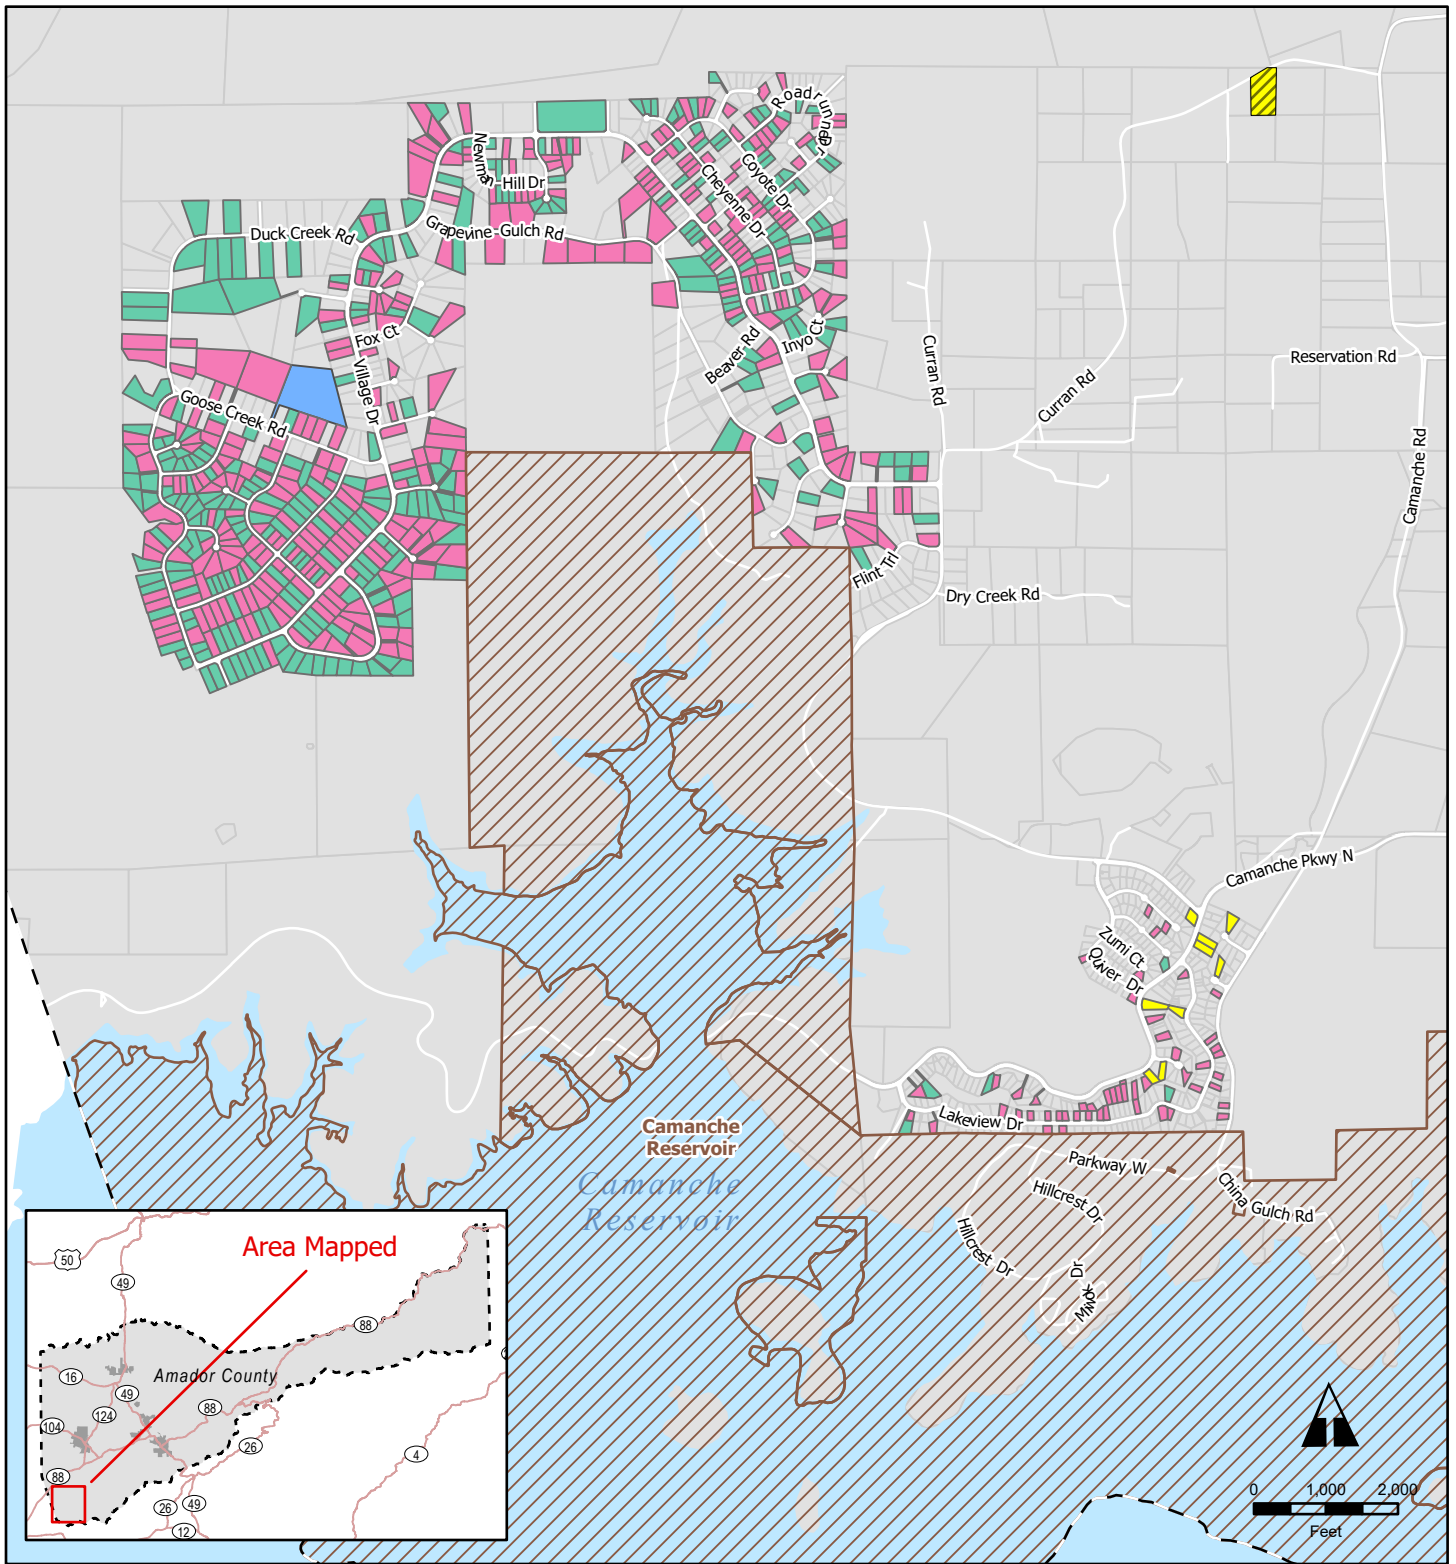 Roadrunner Dr
Newman Hill Dr
Coyote Dr
Cheyenne Dr
Duck Creek Rd
Grapevine Gulch Rd
Fox Ct
Inyo Ct
Beaver Rd
Village Dr
Goose Creek Rd
Curran Rd
Curran Rd
Reservation Rd
Camanche Rd
Flint Trl
Dry Creek Rd
Camanche Pkwy N
Zumi Ct
Quiver Dr
Lakeview Dr
Camanche
Reservoir
Camanche
Reservoir
Parkway W
Hillcrest Dr
China Gulch Rd
Hillcrest Dr
Miwok Dr
Area Mapped
50
49
88
16
Amador County
49
88
124
104
26
4
88
26
49
12
0 1,000 2,000
Feet